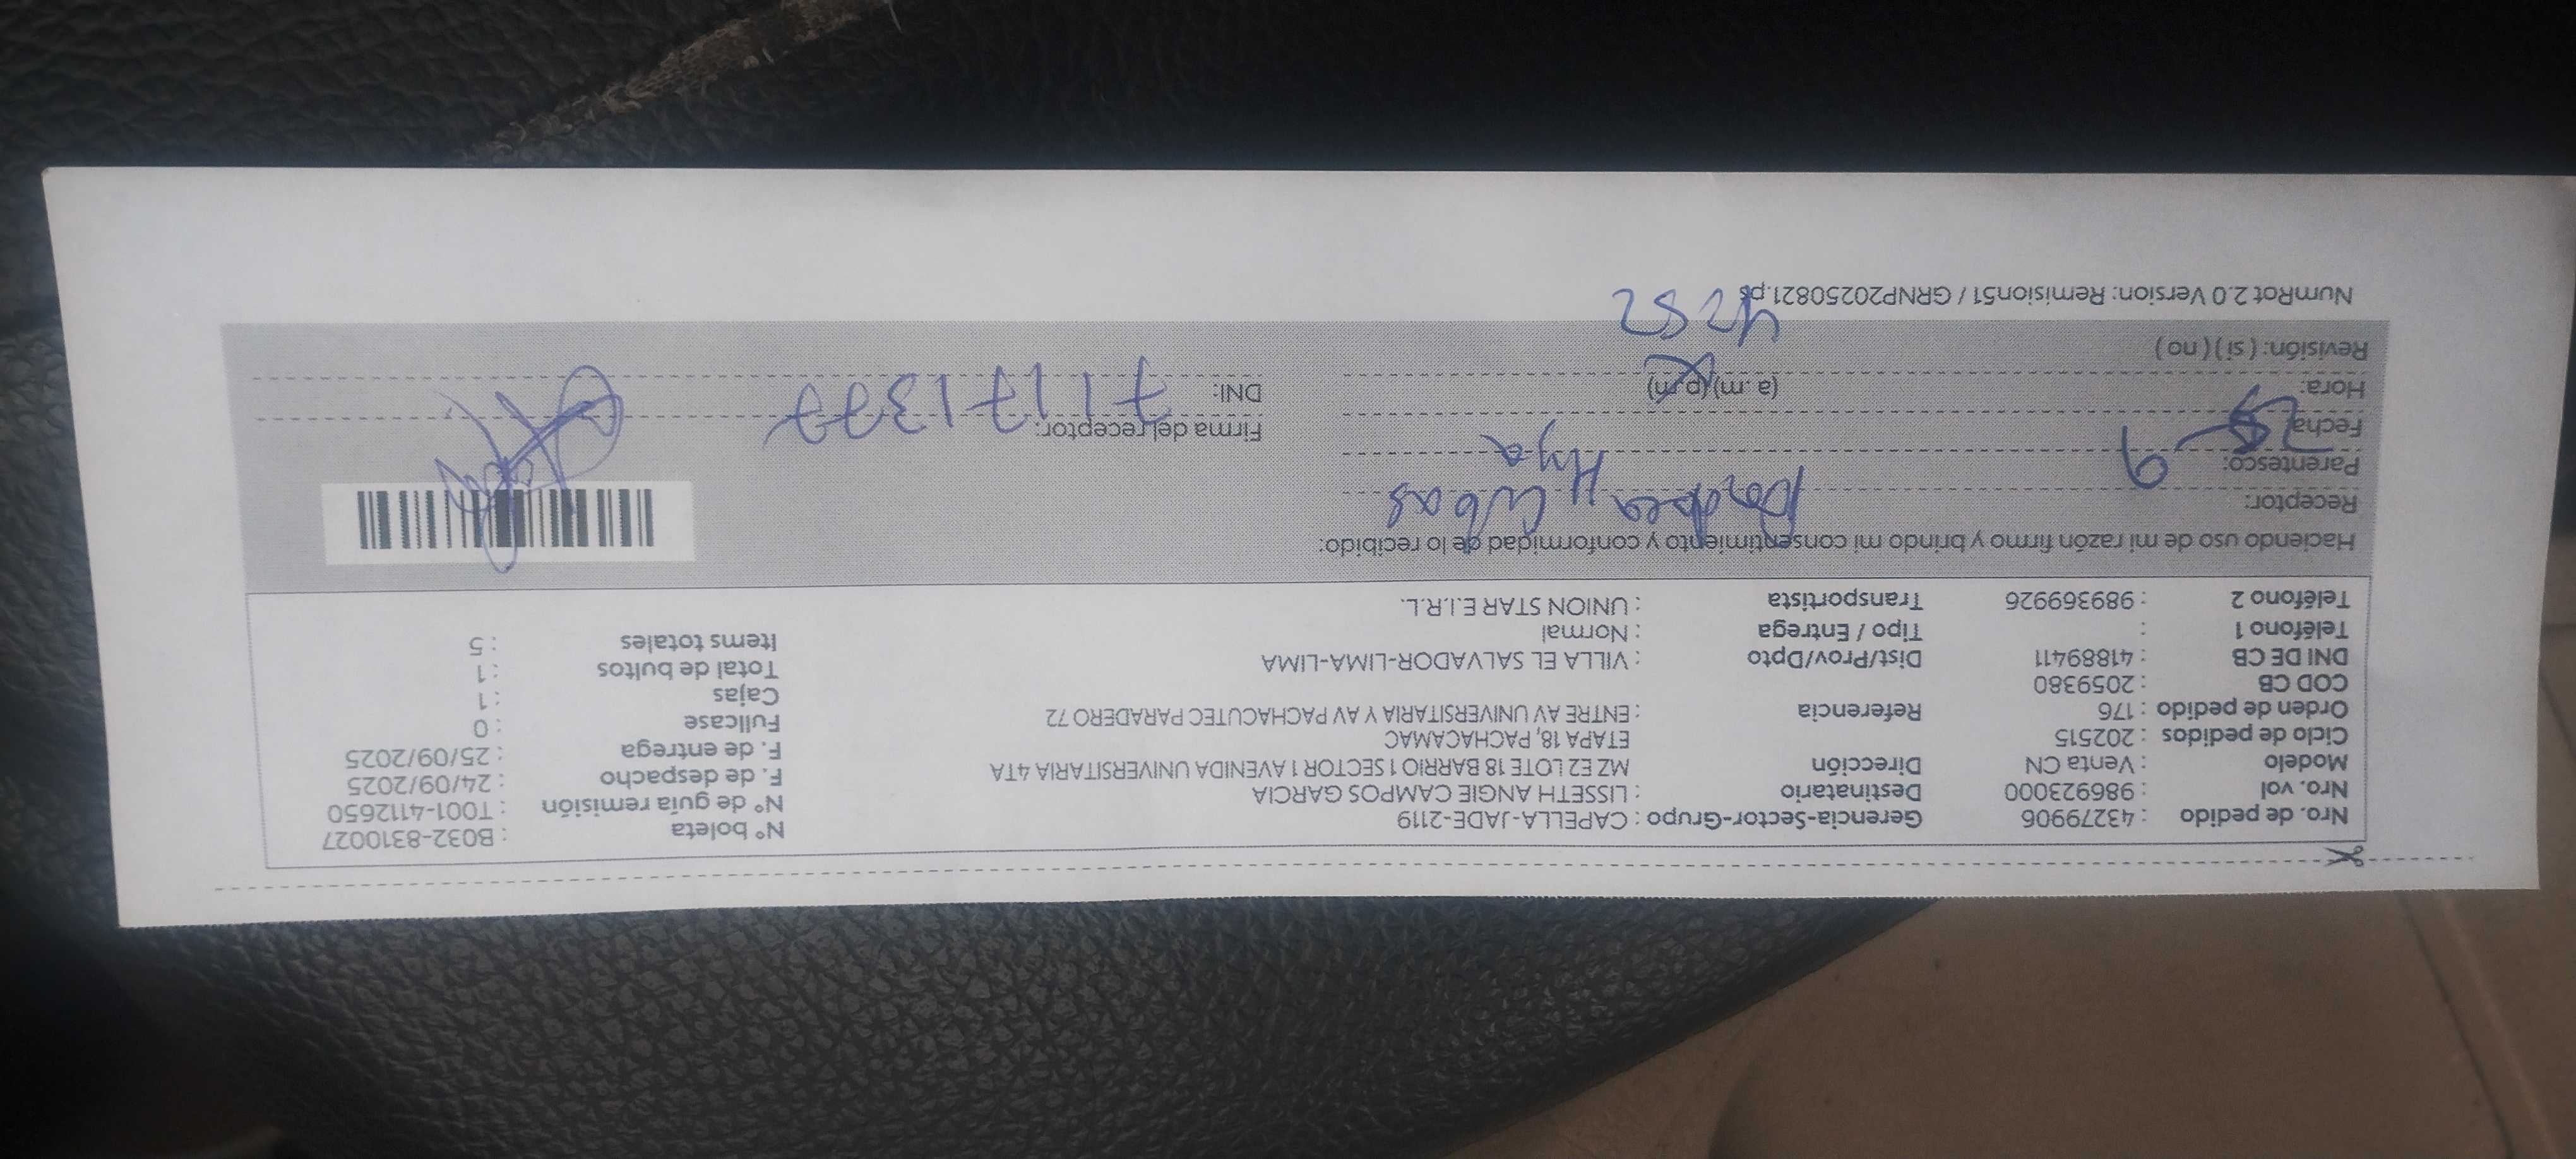 Nro. de pedido : 43279906 Gerencia-Sector-Grupo : CAPELLA-JADE-2119 N° boleta : B032-8310027
Nro. vol : 986923000 Destinatario : LISSETH ANGIE CAMPOS GARCIA N° de guía remisión : T001-4112650
Modelo : Venta CN Dirección MZ E2 LOTE 18 BARRIO 1 SECTOR 1 AVENIDA UNIVERSITARIA 4TA F. de despacho : 24/09/2025
Ciclo de pedidos : 202515 ETAPA 18, PACHACAMAC F. de entrega : 25/09/2025
Orden de pedido : 176 Referencia : ENTRE AV UNIVERSITARIA Y AV PACHACUTEC PARADERO 72 Fullcase : 0
COD CB : 2059380 Cajas : 1
DNI DE CB : 41889411 Dist/Prov/Dpto : VILLA EL SALVADOR-LIMA-LIMA Total de bultos : 1
Teléfono 1 : Tipo / Entrega : Normal Items totales : 5
Teléfono 2 : 989369926 Transportista : UNION STAR E.I.R.L.
Haciendo uso de mi razón firmo y brindo mi consentimiento y conformidad de lo recibido:
Receptor: Cubas
Parentesco:
Fecha: Firma del receptor:
Hora: (a. m) (p. m) DNI:
Revisión: ( si ) ( no )
4252
NumRot 2.0 Version: Remision51 / GRNP20250821.ps